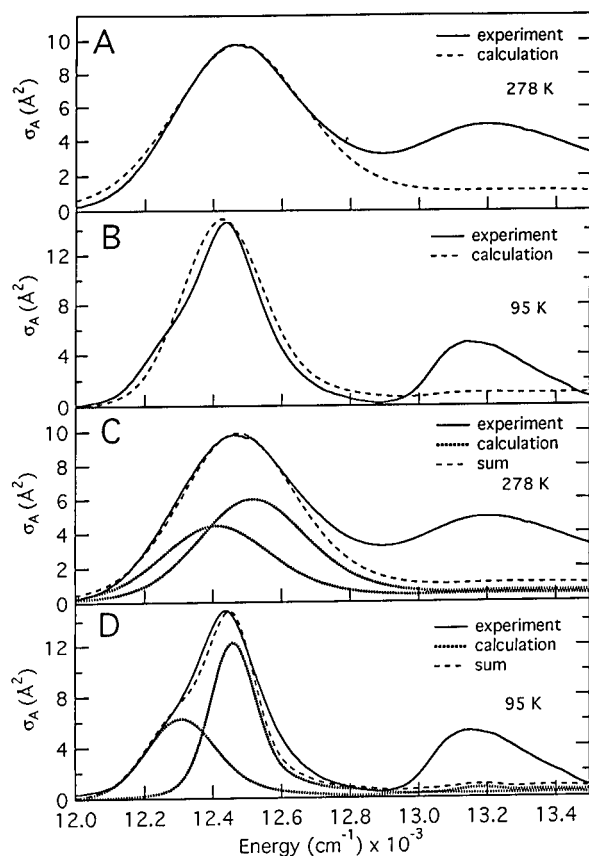 A
experiment
calculation
278 K
10
8
6
4
2
0
σA (Å²)
B
experiment
calculation
95 K
12
8
4
0
σA (Å²)
C
experiment
calculation
sum
278 K
10
8
6
4
2
0
σA (Å²)
D
experiment
calculation
sum
95 K
12
8
4
0
σA (Å²)
12.0 12.2 12.4 12.6 12.8 13.0 13.2 13.4
Energy (cm⁻¹) x 10⁻³